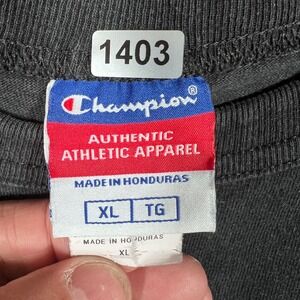 1403
Champion®
AUTHENTIC
ATHLETIC APPAREL
MADE IN HONDURAS
XL TG
MADE IN HONDURAS
XL